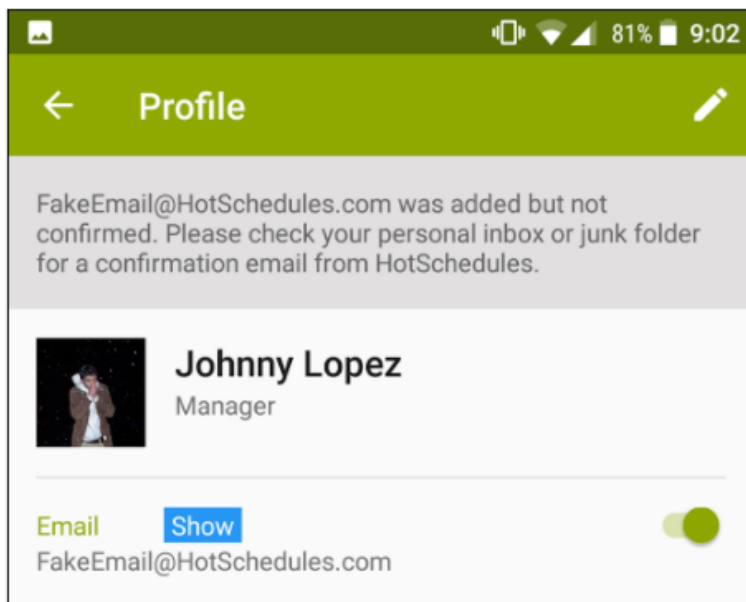 81% 9:02
Profile
FakeEmail@HotSchedules.com was added but not
confirmed. Please check your personal inbox or junk folder
for a confirmation email from HotSchedules.
Johnny Lopez
Manager
Email Show
FakeEmail@HotSchedules.com